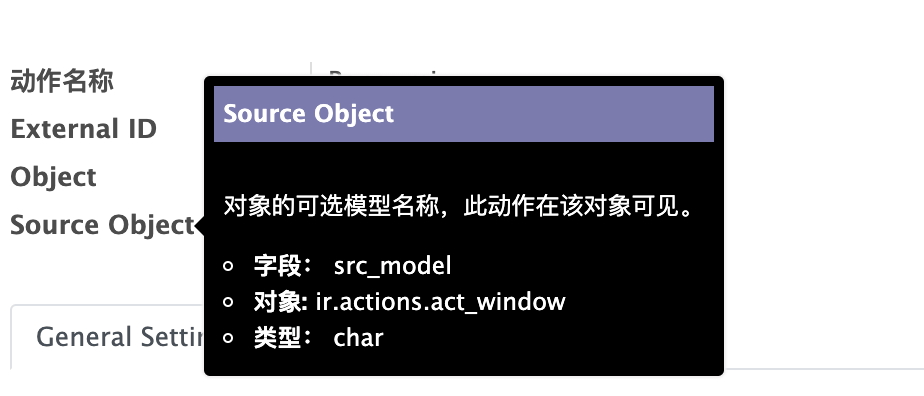 动作名称
Source Object
External ID
Object
Source Object
对象的可选模型名称，此动作在该对象可见。
字段： src_model
对象: ir.actions.act_window
类型： char
General